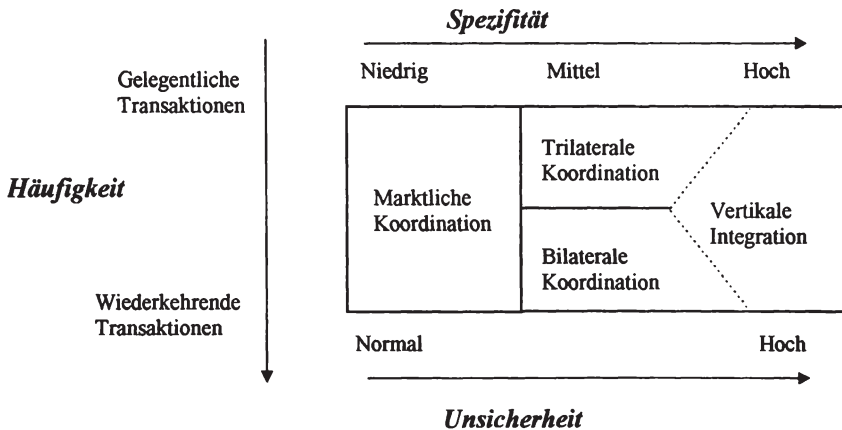 Spezifität
Niedrig Mittel Hoch
Gelegentliche
Transaktionen
Häufigkeit
Marktliche
Koordination
Trilaterale
Koordination
Bilaterale
Koordination
Vertikale
Integration
Wiederkehrende
Transaktionen
Normal Hoch
Unsicherheit